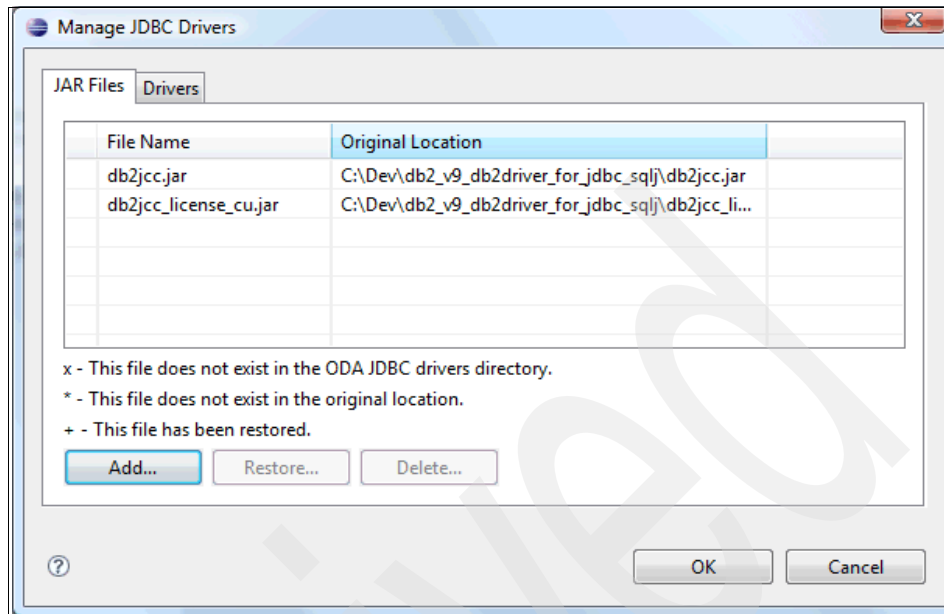 Manage JDBC Drivers
x
JAR Files Drivers
File Name Original Location
db2jcc.jar C:\Dev\db2_v9_db2driver_for_jdbc_sqlj\db2jcc.jar
db2jcc_license_cu.jar C:\Dev\db2_v9_db2driver_for_jdbc_sqlj\db2jcc_li...
x - This file does not exist in the ODA JDBC drivers directory.
* - This file does not exist in the original location.
+ - This file has been restored.
Add... Restore... Delete...
? OK Cancel